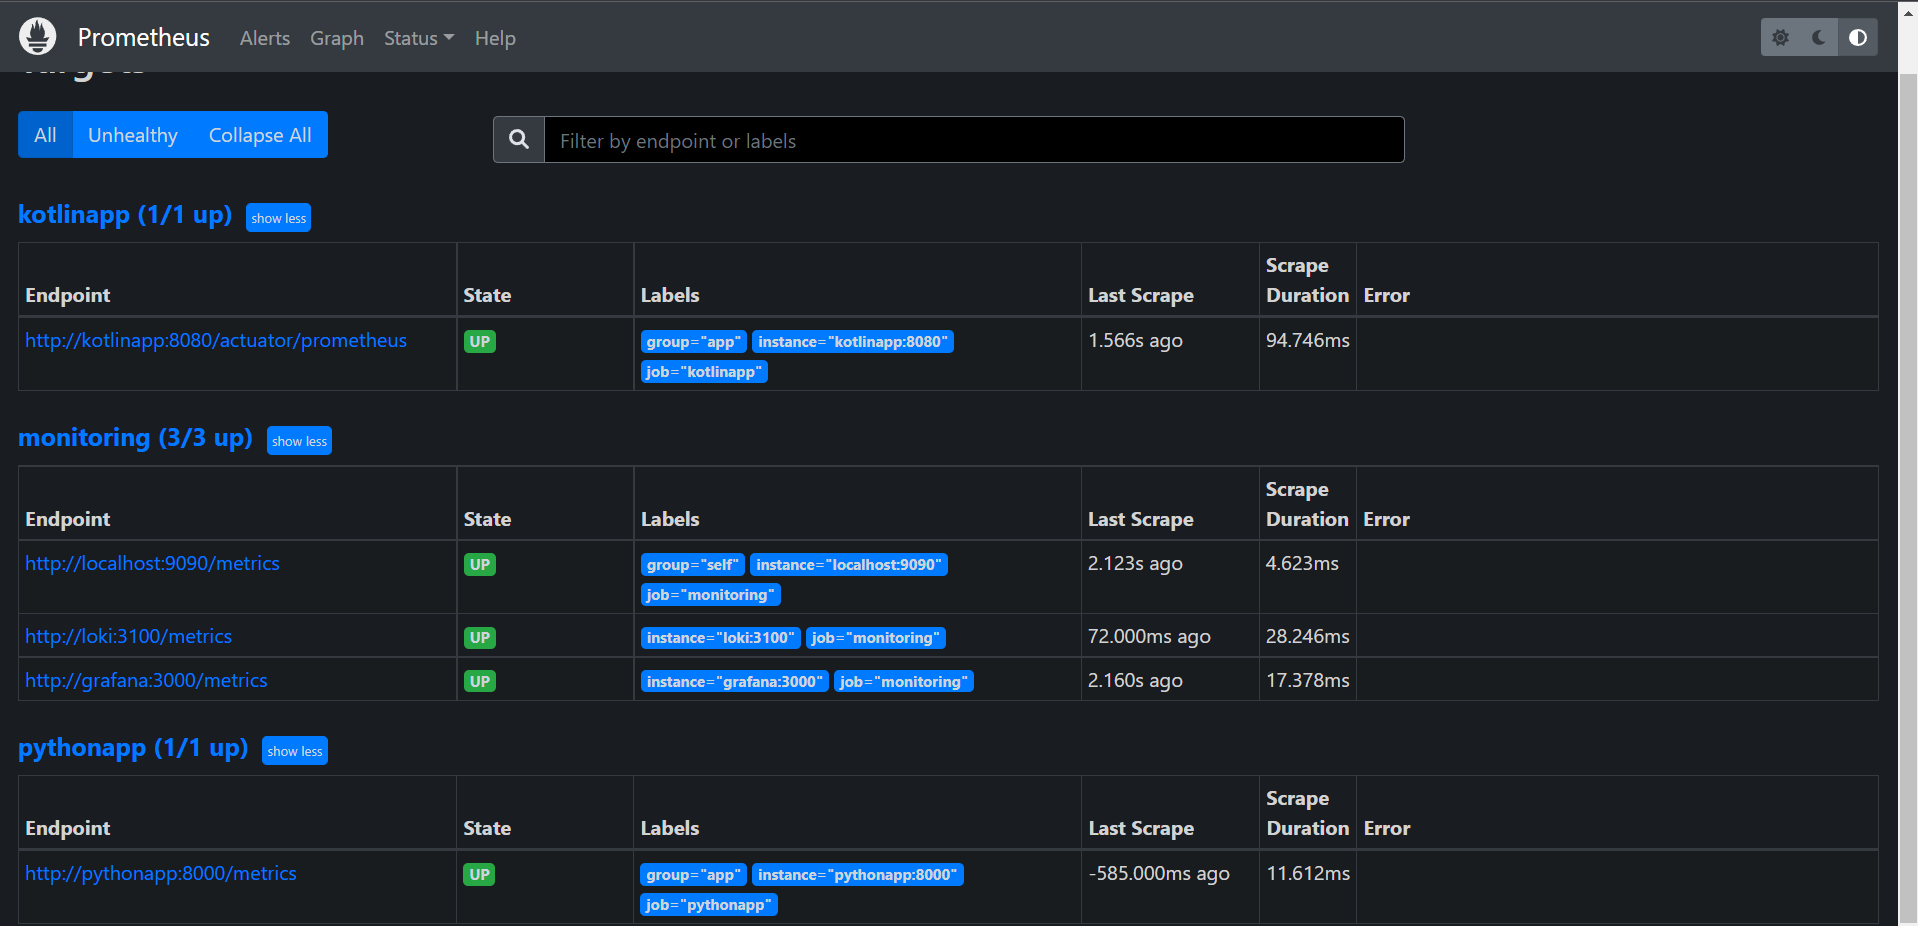 Prometheus Alerts Graph Status Help
Targets
All Unhealthy Collapse All
Filter by endpoint or labels
kotlinapp (1/1 up) show less
Endpoint State Labels Last Scrape Scrape Duration Error
http://kotlinapp:8080/actuator/prometheus UP group="app" instance="kotlinapp:8080" 1.566s ago 94.746ms
job="kotlinapp"
monitoring (3/3 up) show less
Endpoint State Labels Last Scrape Scrape Duration Error
http://localhost:9090/metrics UP group="self" instance="localhost:9090" 2.123s ago 4.623ms
job="monitoring"
http://loki:3100/metrics UP instance="loki:3100" job="monitoring" 72.000ms ago 28.246ms
http://grafana:3000/metrics UP instance="grafana:3000" job="monitoring" 2.160s ago 17.378ms
pythonapp (1/1 up) show less
Endpoint State Labels Last Scrape Scrape Duration Error
http://pythonapp:8000/metrics UP group="app" instance="pythonapp:8000" -585.000ms ago 11.612ms
job="pythonapp"